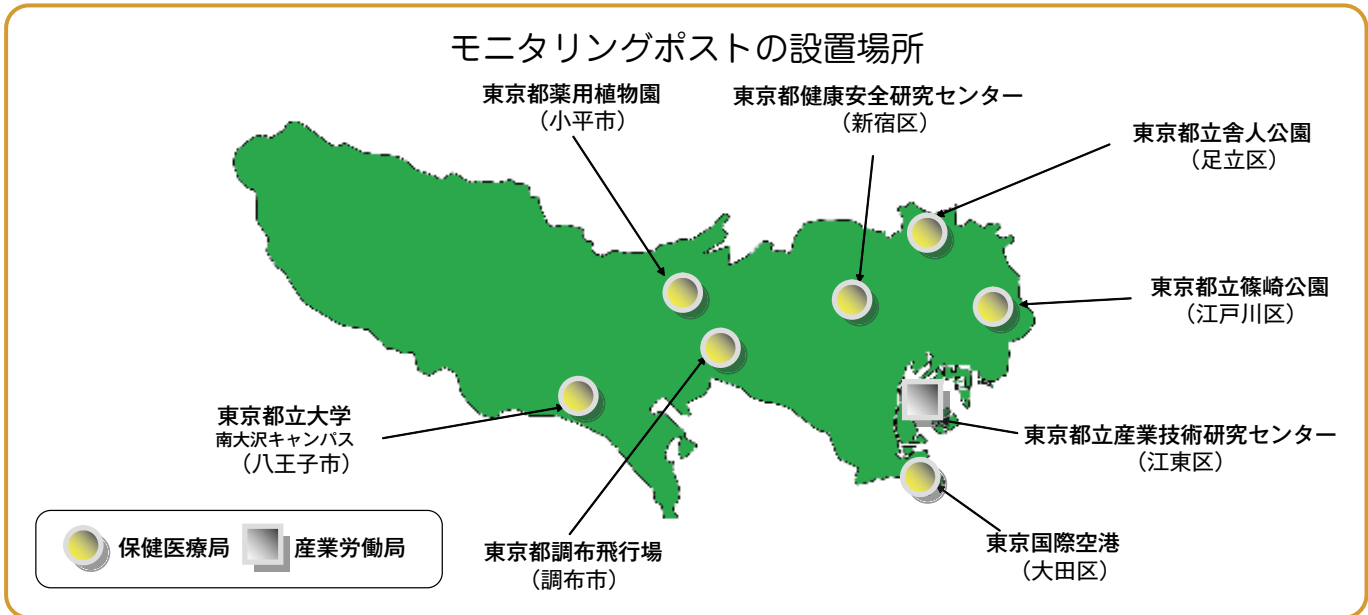 モニタリングポストの設置場所
東京都薬用植物園
（小平市）
東京都健康安全研究センター
（新宿区）
東京都立舎人公園
（足立区）
東京都立篠崎公園
（江戸川区）
東京都立大学
南大沢キャンパス
（八王子市）
東京都立産業技術研究センター
（江東区）
東京都調布飛行場
（調布市）
東京国際空港
（大田区）
保健医療局
産業労働局